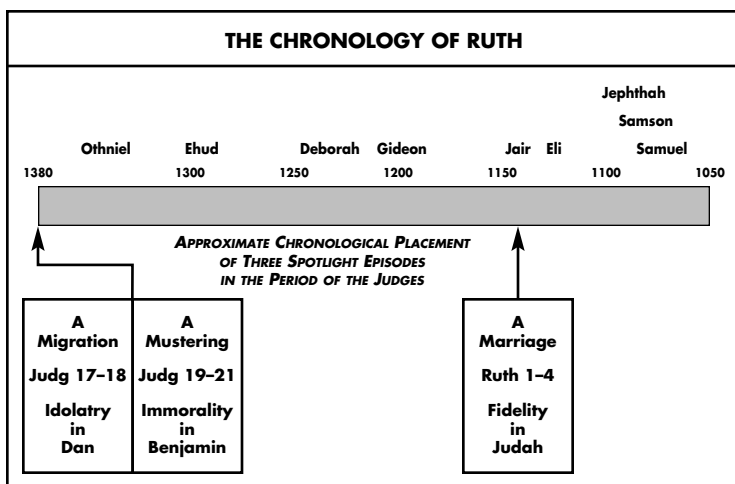 THE CHRONOLOGY OF RUTH
Jephthah
Samson
Othniel Ehud Deborah Gideon Jair Eli Samuel
1380 1300 1250 1200 1150 1100 1050
APPROXIMATE CHRONOLOGICAL PLACEMENT
OF THREE SPOTLIGHT EPISODES
IN THE PERIOD OF THE JUDGES
A
Migration
Judg 17–18
Idolatry
in
Dan
A
Mustering
Judg 19–21
Immorality
in
Benjamin
A
Marriage
Ruth 1–4
Fidelity
in
Judah